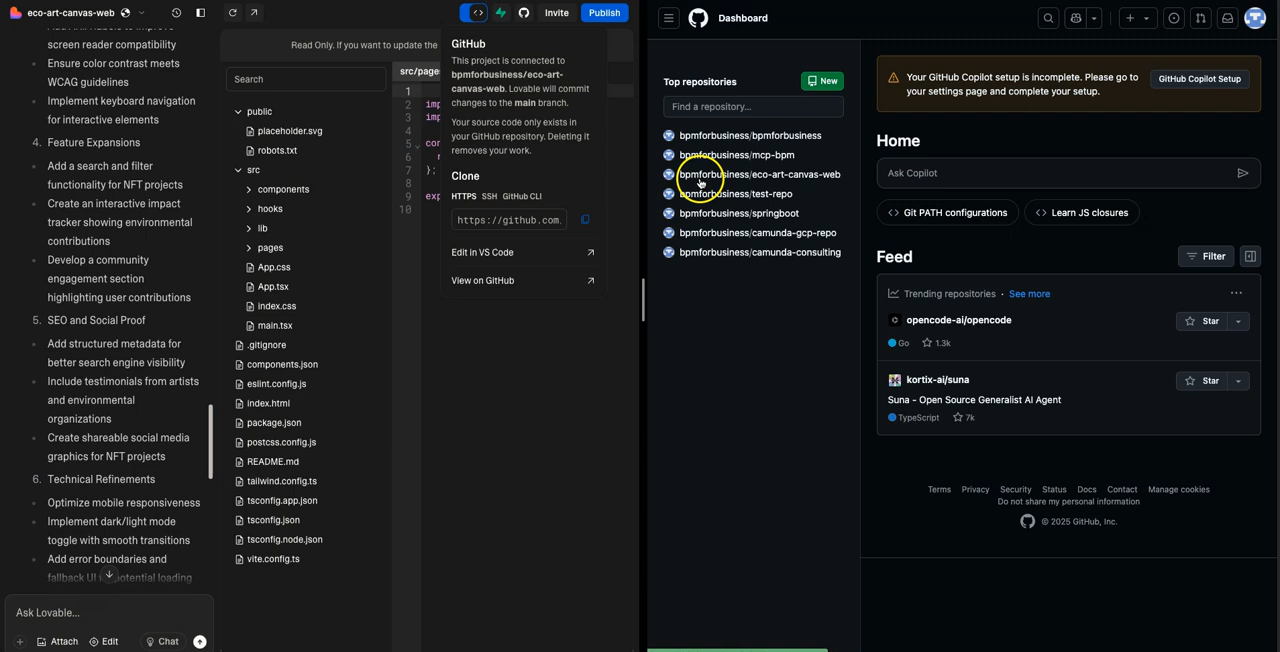 eco-art-canvas-web
Invite
Publish
screen reader compatibility
Ensure color contrast meets
WCAG guidelines
Implement keyboard navigation
for interactive elements
4. Feature Expansions
Add a search and filter
functionality for NFT projects
Create an interactive impact
tracker showing environmental
contributions
Develop a community
engagement section
highlighting user contributions
5. SEO and Social Proof
Add structured metadata for
better search engine visibility
Include testimonials from artists
and environmental
organizations
Create shareable social media
graphics for NFT projects
6. Technical Refinements
Optimize mobile responsiveness
Implement dark/light mode
toggle with smooth transitions
Add error boundaries and
fallback UI potential loading
Ask Lovable...
Attach
Edit
Chat
Read Only. If you want to update the
Search
public
placeholder.svg
robots.txt
src
components
hooks
lib
pages
App.css
App.tsx
index.css
main.tsx
.gitignore
components.json
eslint.config.js
index.html
package.json
postcss.config.js
README.md
tailwind.config.ts
tsconfig.app.json
tsconfig.json
tsconfig.node.json
vite.config.ts
src/page
1
2 imp
3 imp
4
5 con
6 r
7 };
8
9 exp
10
GitHub
This project is connected to
bpmforbusiness/eco-art-
canvas-web. Lovable will commit
changes to the main branch.
Your source code only exists in
your GitHub repository. Deleting it
removes your work.
Clone
HTTPS SSH GitHub CLI
https://github.com.
Edit in VS Code
View on GitHub
Dashboard
Top repositories
New
Find a repository...
bpmforbusiness/bpmforbusiness
bpmforbusiness/mcp-bpm
bpmforbusiness/eco-art-canvas-web
bpmforbusiness/test-repo
bpmforbusiness/springboot
bpmforbusiness/camunda-gcp-repo
bpmforbusiness/camunda-consulting
Your GitHub Copilot setup is incomplete. Please go to
your settings page and complete your setup.
GitHub Copilot Setup
Home
Ask Copilot
Git PATH configurations
Learn JS closures
Feed
Filter
Trending repositories · See more
opencode-ai/opencode
Star
Go 1.3k
kortix-ai/suna
Star
Suna - Open Source Generalist AI Agent
TypeScript 7k
Terms Privacy Security Status Docs Contact Manage cookies
Do not share my personal information
© 2025 GitHub, Inc.